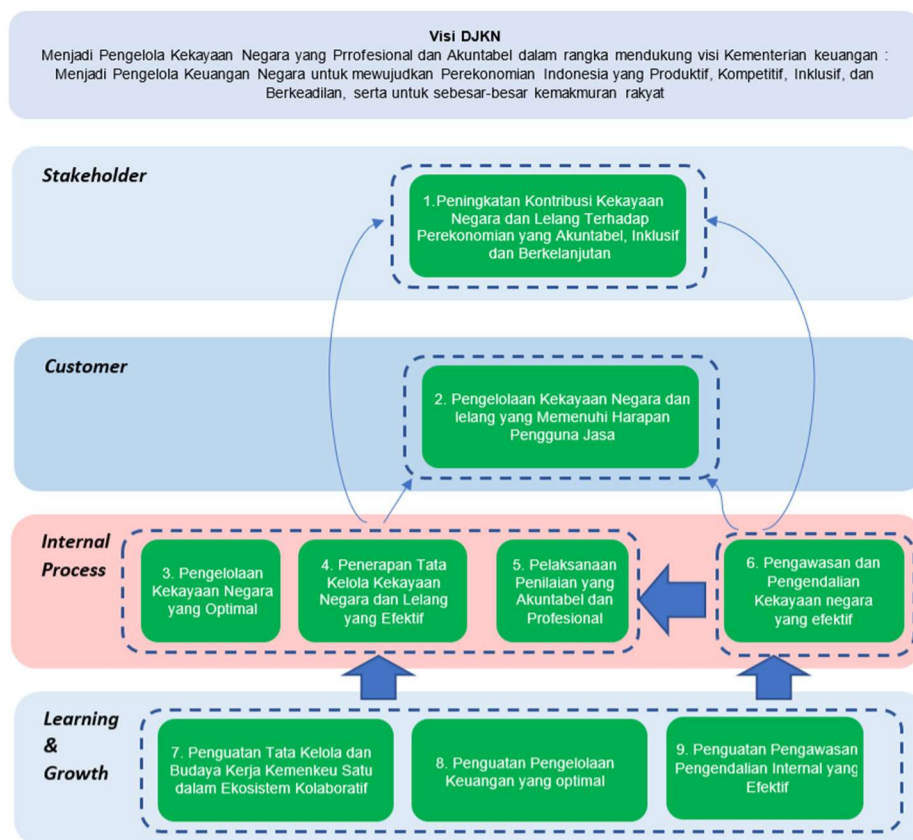 Visi DJKN
Menjadi Pengelola Kekayaan Negara yang Prrofesional dan Akuntabel dalam rangka mendukung visi Kementerian keuangan :
Menjadi Pengelola Keuangan Negara untuk mewujudkan Perekonomian Indonesia yang Produktif, Kompetitif, Inklusif, dan
Berkeadilan, serta untuk sebesar-besar kemakmuran rakyat
Stakeholder
1.Peningkatan Kontribusi Kekayaan
Negara dan Lelang Terhadap
Perekonomian yang Akuntabel, Inklusif
dan Berkelanjutan
Customer
2. Pengelolaan Kekayaan Negara dan
lelang yang Memenuhi Harapan
Pengguna Jasa
Internal
Process
3. Pengelolaan
Kekayaan Negara
yang Optimal
4. Penerapan Tata
Kelola Kekayaan
Negara dan Lelang
yang Efektif
5. Pelaksanaan
Penilaian yang
Akuntabel dan
Profesional
6. Pengawasan dan
Pengendalian
Kekayaan negara
yang efektif
Learning
&
Growth
7. Penguatan Tata Kelola dan
Budaya Kerja Kemenkeu Satu
dalam Ekosistem Kolaboratif
8. Penguatan Pengelolaan
Keuangan yang optimal
9. Penguatan Pengawasan
Pengendalian Internal yang
Efektif